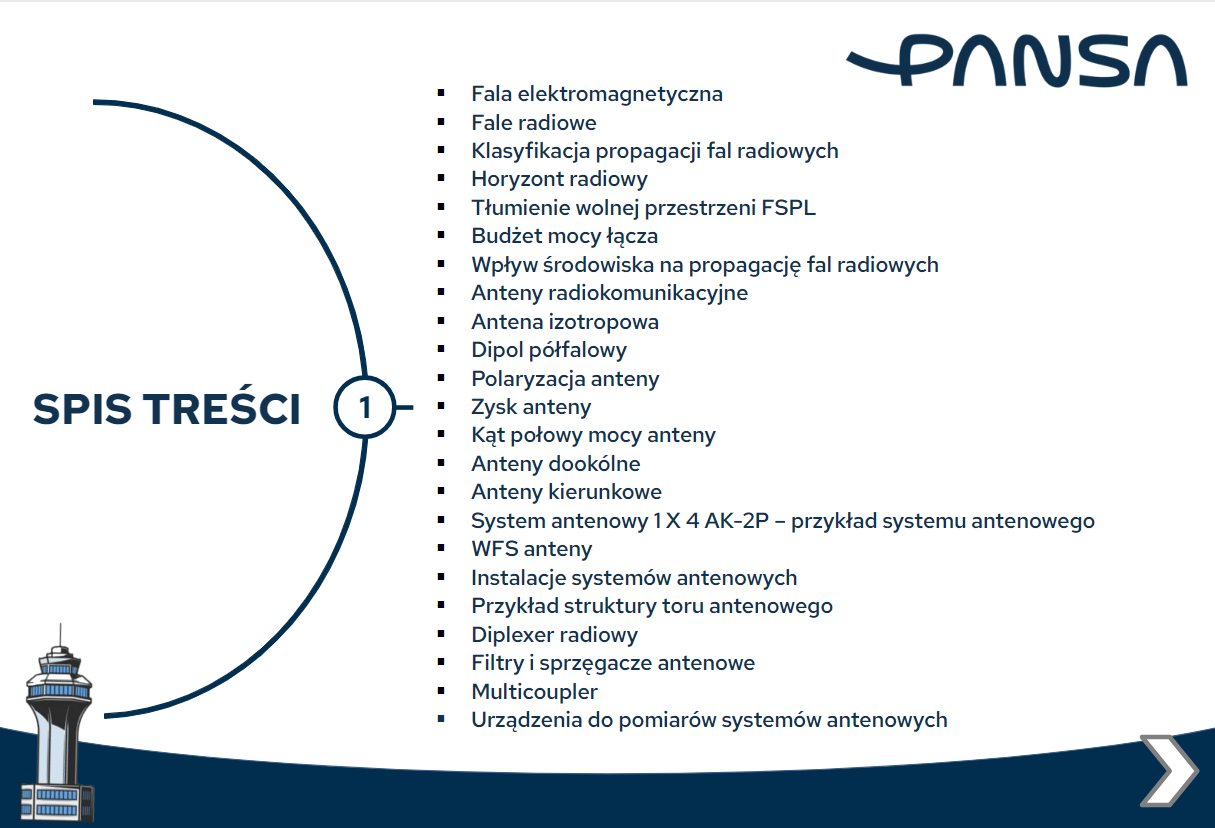 PANSA
Fala elektromagnetyczna
Fale radiowe
Klasyfikacja propagacji fal radiowych
Horyzont radiowy
Tłumienie wolnej przestrzeni FSPL
Budżet mocy łącza
Wpływ środowiska na propagację fal radiowych
Anteny radiokomunikacyjne
Antena izotropowa
Dipol półfalowy
Polaryzacja anteny
SPIS TREŚCI
1
Zysk anteny
Kąt połowy mocy anteny
Anteny dookólne
Anteny kierunkowe
System antenowy 1 X 4 AK-2P – przykład systemu antenowego
WFS anteny
Instalacje systemów antenowych
Przykład struktury toru antenowego
Diplexer radiowy
Filtry i sprzęgacze antenowe
Multicoupler
Urządzenia do pomiarów systemów antenowych